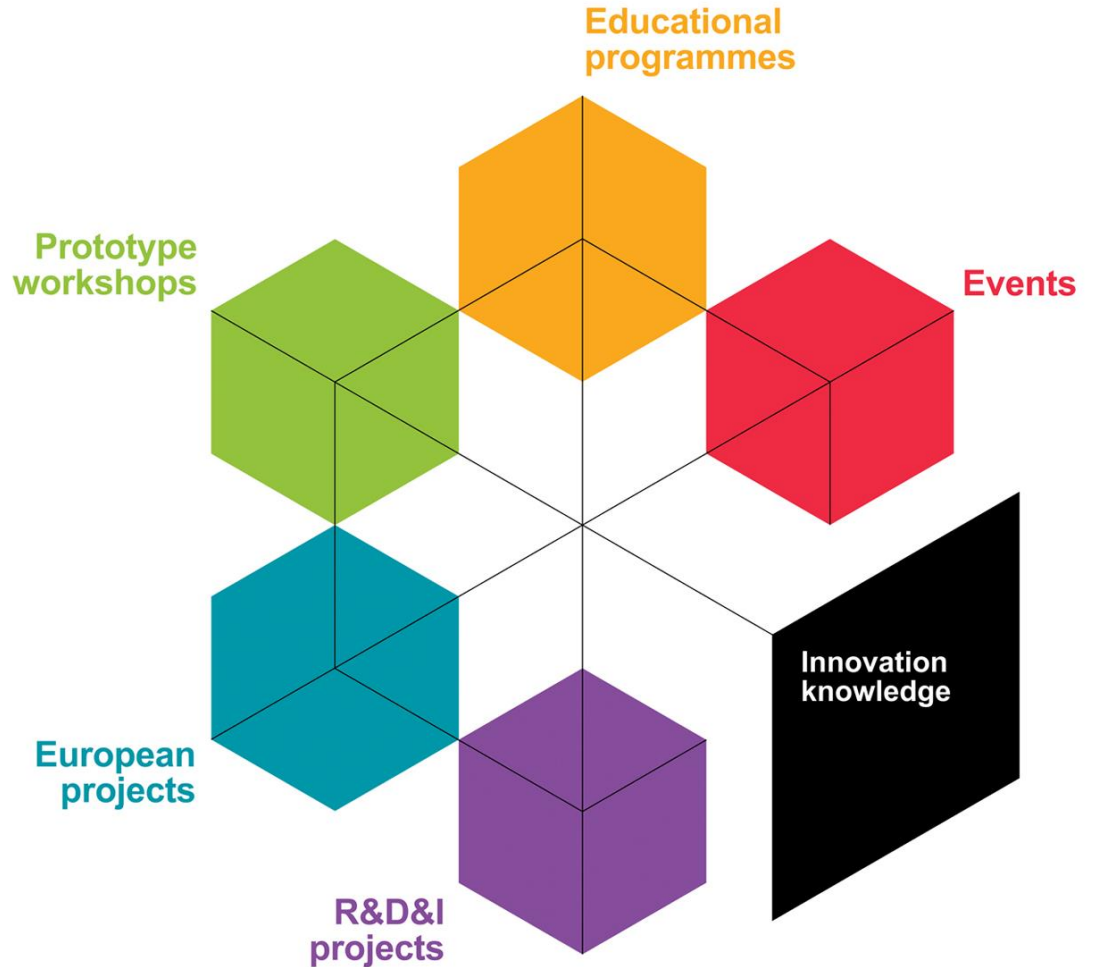 Educational
programmes
Prototype
workshops
Events
Innovation
knowledge
European
projects
R&D&I
projects